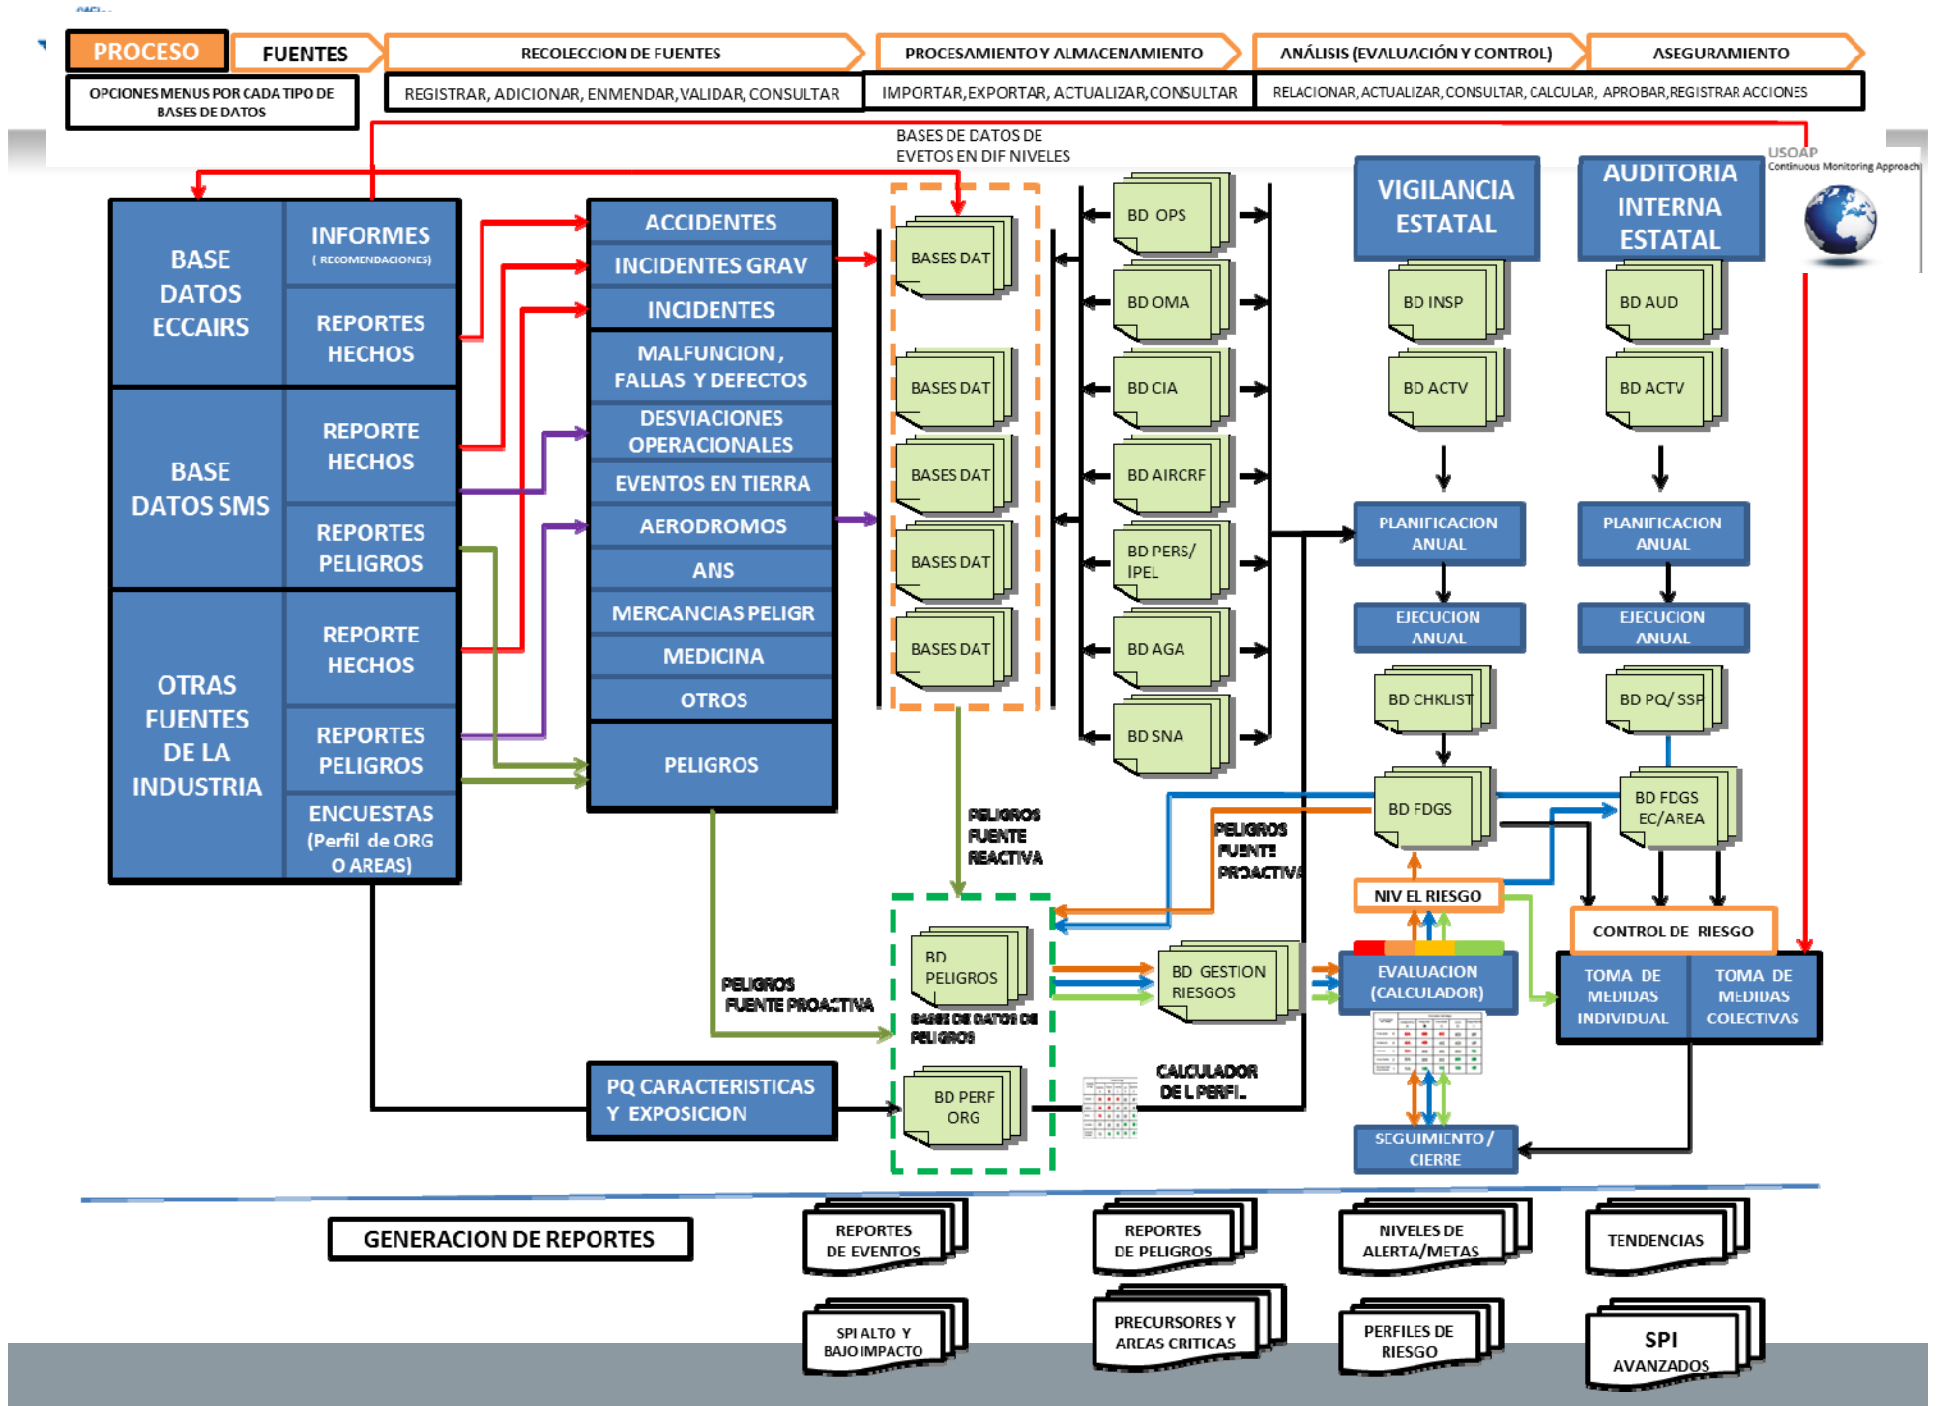 PROCESO
FUENTES
RECOLECCION DE FUENTES
PROCESAMIENTO Y ALMACENAMIENTO
ANÁLISIS (EVALUACIÓN Y CONTROL)
ASEGURAMIENTO
OPCIONES MENUS POR CADA TIPO DE
BASES DE DATOS
REGISTRAR, ADICIONAR, ENMENDAR, VALIDAR, CONSULTAR
IMPORTAR, EXPORTAR, ACTUALIZAR, CONSULTAR
RELACIONAR, ACTUALIZAR, CONSULTAR, CALCULAR, APROBAR, REGISTRAR ACCIONES
BASES DE DATOS DE
EVETOS EN DIF NIVELES
USOAP
Continuous Monitoring Approach
BASE
DATOS
ECCAIRS
INFORMES
( RECOMENDACIONES)
REPORTES
HECHOS
BASE
DATOS SMS
REPORTE
HECHOS
REPORTES
PELIGROS
OTRAS
FUENTES
DE LA
INDUSTRIA
REPORTE
HECHOS
REPORTES
PELIGROS
ENCUESTAS
(Perfil de ORG
O AREAS)
ACCIDENTES
INCIDENTES GRAV
INCIDENTES
MALFUNCION ,
FALLAS Y DEFECTOS
DESVIACIONES
OPERACIONALES
EVENTOS EN TIERRA
AERODROMOS
ANS
MERCANCIAS PELIGR
MEDICINA
OTROS
PELIGROS
PQ CARACTERISTICAS
Y EXPOSICION
BASES DAT
BASES DAT
BASES DAT
BASES DAT
BASES DAT
BD OPS
BD OMA
BD CIA
BD AIRCRF
BD PERS/
IPEL
BD AGA
BD SNA
VIGILANCIA
ESTATAL
BD INSP
BD ACTV
PLANIFICACION
ANUAL
EJECUCION
ANUAL
BD CHKLIST
BD FDGS
AUDITORIA
INTERNA
ESTATAL
BD AUD
BD ACTV
PLANIFICACION
ANUAL
EJECUCION
ANUAL
BD PQ/ SSP
BD FDGS
EC/AREA
PELIGROS
FUENTE
REACTIVA
PELIGROS
FUENTE
PROACTIVA
PELIGROS
FUENTE PROACTIVA
BD
PELIGROS
BASES DE DATOS DE
PELIGROS
BD PERF
ORG
BD GESTION
RIESGOS
CALCULADOR
DE L PERFIL
NIV EL RIESGO
EVALUACION
(CALCULADOR)
SEGUIMIENTO /
CIERRE
CONTROL DE RIESGO
TOMA DE
MEDIDAS
INDIVIDUAL
TOMA DE
MEDIDAS
COLECTIVAS
GENERACION DE REPORTES
REPORTES
DE EVENTOS
REPORTES
DE PELIGROS
NIVELES DE
ALERTA/METAS
TENDENCIAS
SPI ALTO Y
BAJO IMPACTO
PRECURSORES Y
AREAS CRITICAS
PERFILES DE
RIESGO
SPI
AVANZADOS